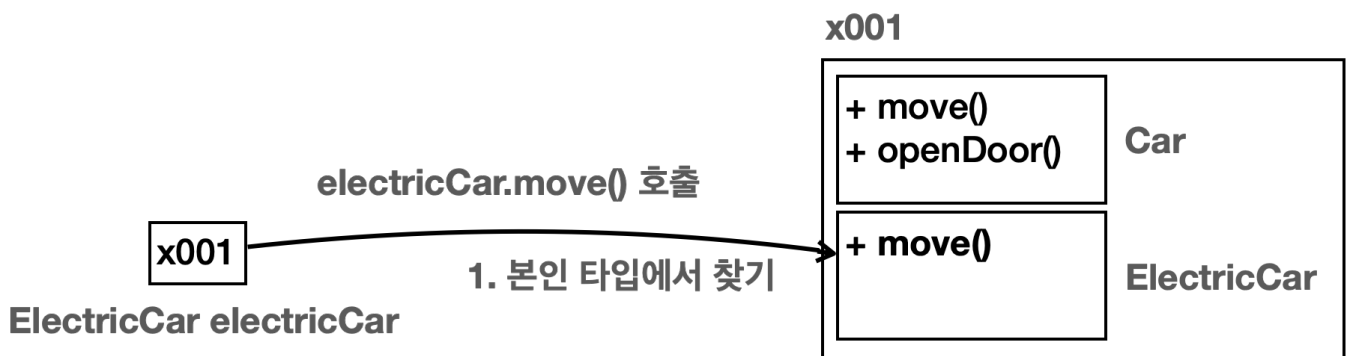 x001
+ move()
+ openDoor()
Car
electricCar.move() 호출
x001
1. 본인 타입에서 찾기
+ move()
ElectricCar
ElectricCar electricCar